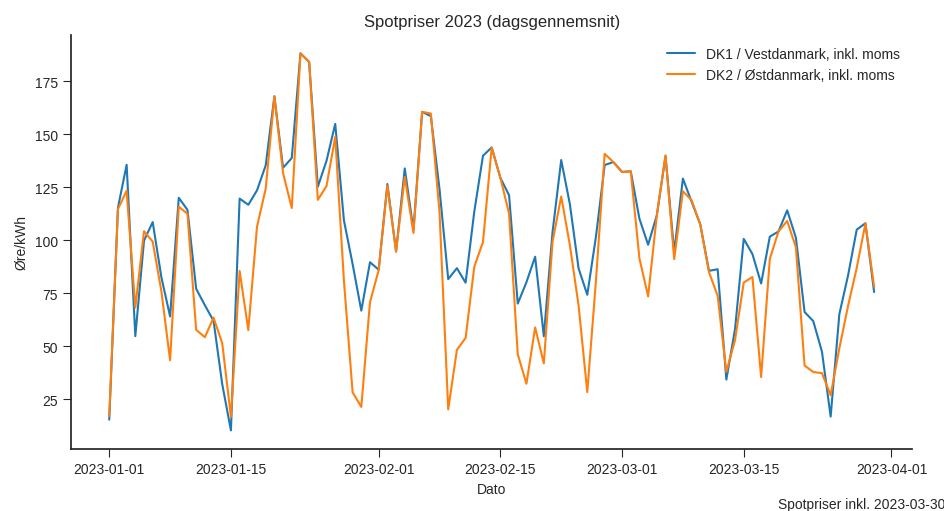 Spotpriser 2023 (dagsgennemsnit)
DK1 / Vestdanmark, inkl. moms
DK2 / Østdanmark, inkl. moms
Øre/kWh
175
150
125
100
75
50
25
2023-01-01 2023-01-15 2023-02-01 2023-02-15 2023-03-01 2023-03-15 2023-04-01
Dato
Spotpriser inkl. 2023-03-30